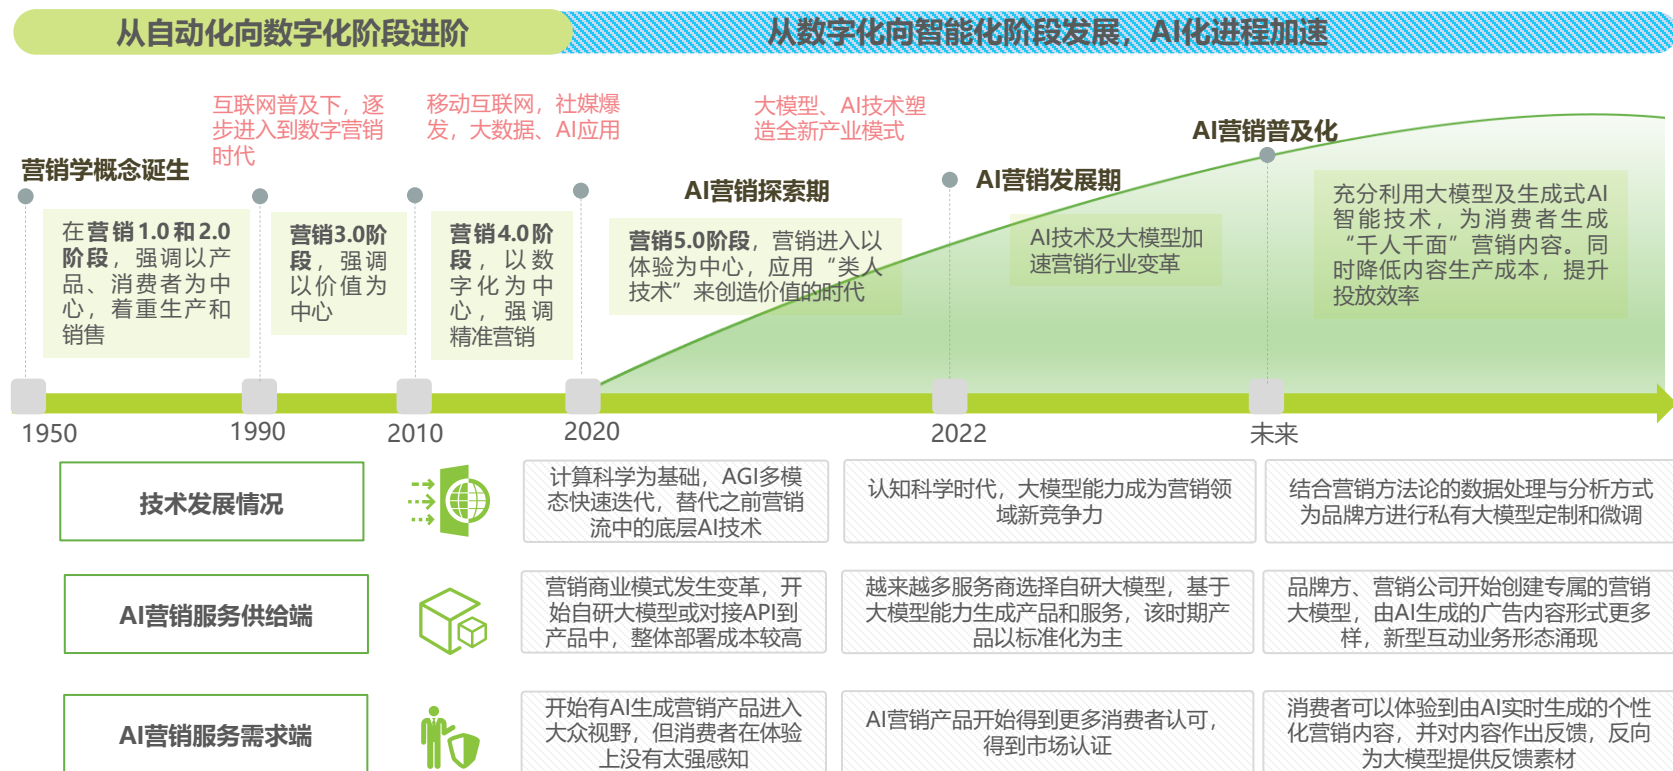 从自动化向数字化阶段进阶
从数字化向智能化阶段发展，AI化进程加速
互联网普及下，逐
步进入到数字营销
时代
移动互联网，社媒爆
发，大数据、AI应用
大模型、AI技术塑
造全新产业模式
营销学概念诞生
AI营销探索期
AI营销发展期
AI营销普及化
在营销1.0和2.0
阶段，强调以产
品、消费者为中
心，着重生产和
销售
营销3.0阶
段，强调
以价值为
中心
营销4.0阶
段，以数
字化为中
心，强调
精准营销
营销5.0阶段，营销进入以
体验为中心，应用“类人
技术”来创造价值的时代
AI技术及大模型加
速营销行业变革
充分利用大模型及生成式AI
智能技术，为消费者生成
“千人千面”营销内容。同
时降低内容生产成本，提升
投放效率
1950
1990
2010
2020
2022
未来
技术发展情况
计算科学为基础，AGI多模
态快速迭代，替代之前营销
流中的底层AI技术
认知科学时代，大模型能力成为营销领
域新竞争力
结合营销方法论的数据处理与分析方式
为品牌方进行私有大模型定制和微调
AI营销服务供给端
营销商业模式发生变革，开
始自研大模型或对接API到
产品中，整体部署成本较高
越来越多服务商选择自研大模型，基于
大模型能力生成产品和服务，该时期产
品以标准化为主
品牌方、营销公司开始创建专属的营销
大模型，由AI生成的广告内容形式更多
样，新型互动业务形态涌现
AI营销服务需求端
开始有AI生成营销产品进入
大众视野，但消费者在体验
上没有太强感知
AI营销产品开始得到更多消费者认可，
得到市场认证
消费者可以体验到由AI实时生成的个性
化营销内容，并对内容作出反馈，反向
为大模型提供反馈素材